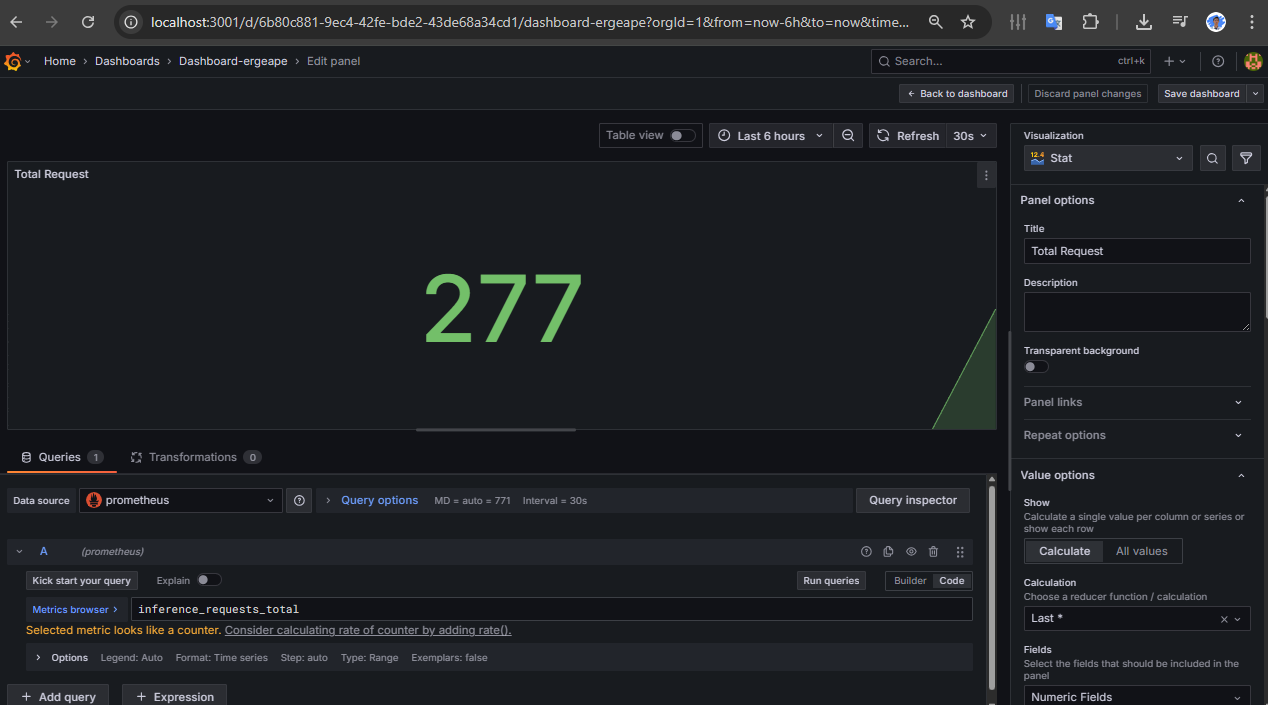 localhost:3001/d/6b80c881-9ec4-42fe-bde2-43de68a34cd1/dashboard-ergeape?orgId=1&from=now-6h&to=now&time...
Home › Dashboards › Dashboard-ergeape › Edit panel
Search... ctrl+k
Back to dashboard Discard panel changes Save dashboard
Table view Last 6 hours Refresh 30s
Total Request
277
Queries 1 Transformations 0
Data source prometheus Query options MD = auto = 771 Interval = 30s Query inspector
A (prometheus)
Kick start your query Explain Run queries Builder Code
Metrics browser › inference_requests_total
Selected metric looks like a counter. Consider calculating rate of counter by adding rate().
Options Legend: Auto Format: Time series Step: auto Type: Range Exemplars: false
+ Add query + Expression
Visualization
12.4 Stat
Panel options
Title
Total Request
Description
Transparent background
Panel links
Repeat options
Value options
Show
Calculate a single value per column or series or
show each row
Calculate All values
Calculation
Choose a reducer function / calculation
Last *
Fields
Select the fields that should be included in the
panel
Numeric Fields